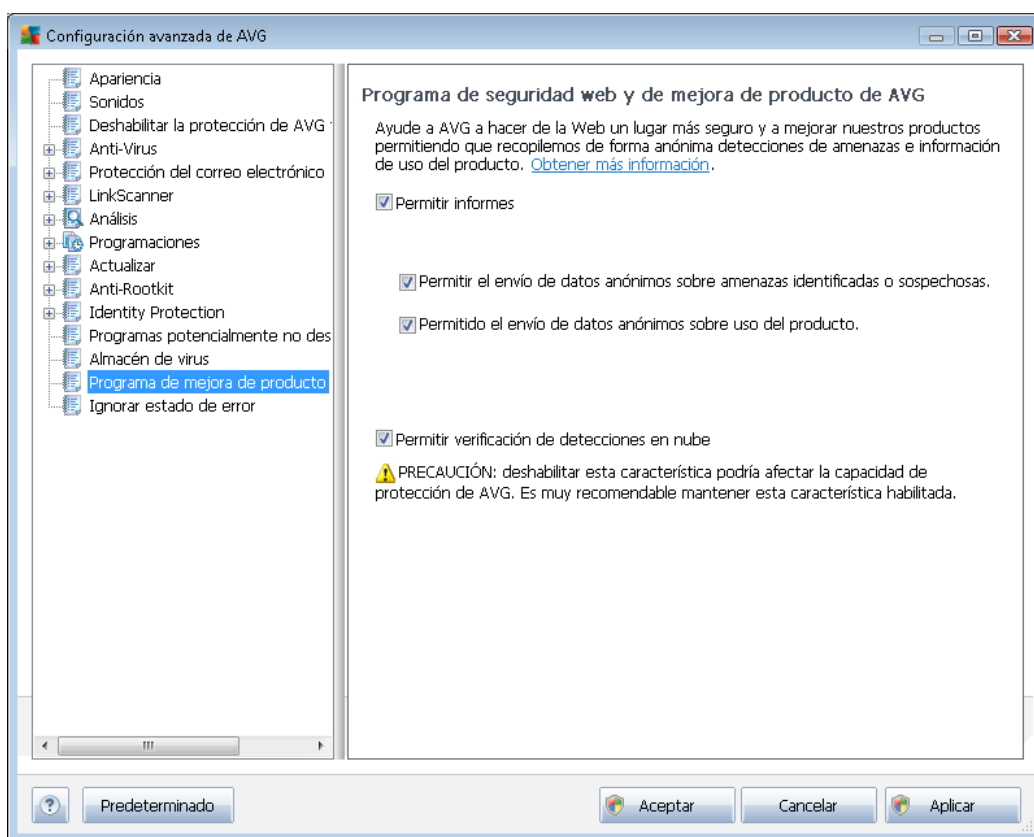 Configuración avanzada de AVG
Apariencia
Sonidos
Deshabilitar la protección de AVG
Anti-Virus
Protección del correo electrónico
LinkScanner
Análisis
Programaciones
Actualizar
Anti-Rootkit
Identity Protection
Programas potencialmente no des
Almacén de virus
Programa de mejora de producto
Ignorar estado de error
Programa de seguridad web y de mejora de producto de AVG
Ayude a AVG a hacer de la Web un lugar más seguro y a mejorar nuestros productos
permitiendo que recopilemos de forma anónima detecciones de amenazas e información
de uso del producto. Obtener más información.
Permitir informes
Permitir el envío de datos anónimos sobre amenazas identificadas o sospechosas.
Permitido el envío de datos anónimos sobre uso del producto.
Permitir verificación de detecciones en nube
PRECAUCIÓN: deshabilitar esta característica podría afectar la capacidad de
protección de AVG. Es muy recomendable mantener esta característica habilitada.
Predeterminado
Aceptar
Cancelar
Aplicar